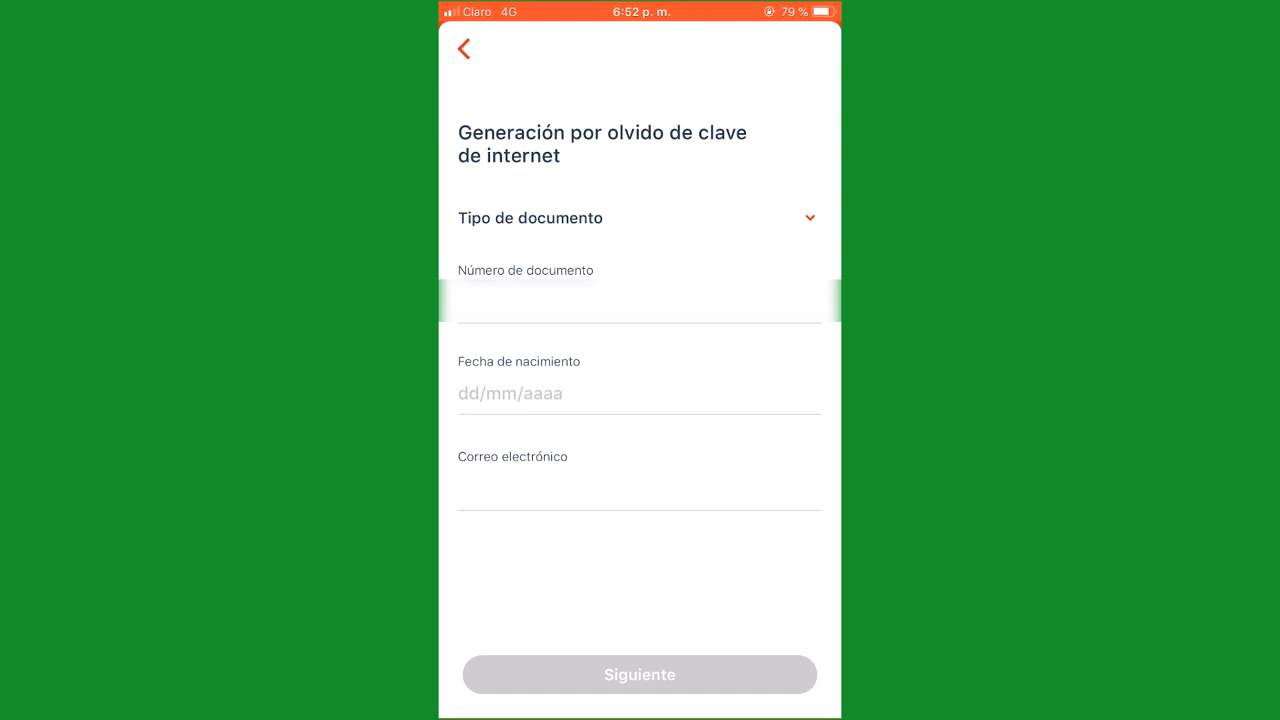 Claro 4G 6:52 p. m. 79 %
Generación por olvido de clave
de internet
Tipo de documento
Número de documento
Fecha de nacimiento
dd/mm/aaaa
Correo electrónico
Siguiente